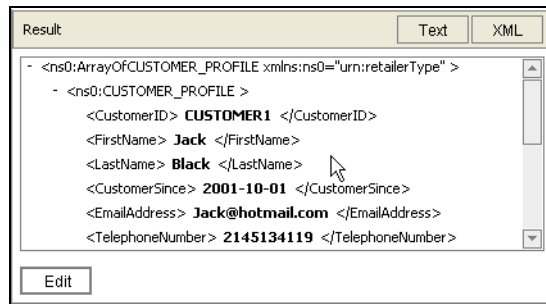 Result Text XML
- <ns0:ArrayOfCUSTOMER_PROFILE xmlns:ns0="urn:retailerType" >
- <ns0:CUSTOMER_PROFILE >
<CustomerID> CUSTOMER1 </CustomerID>
<FirstName> Jack </FirstName>
<LastName> Black </LastName>
<CustomerSince> 2001-10-01 </CustomerSince>
<EmailAddress> Jack@hotmail.com </EmailAddress>
<TelephoneNumber> 2145134119 </TelephoneNumber>
Edit